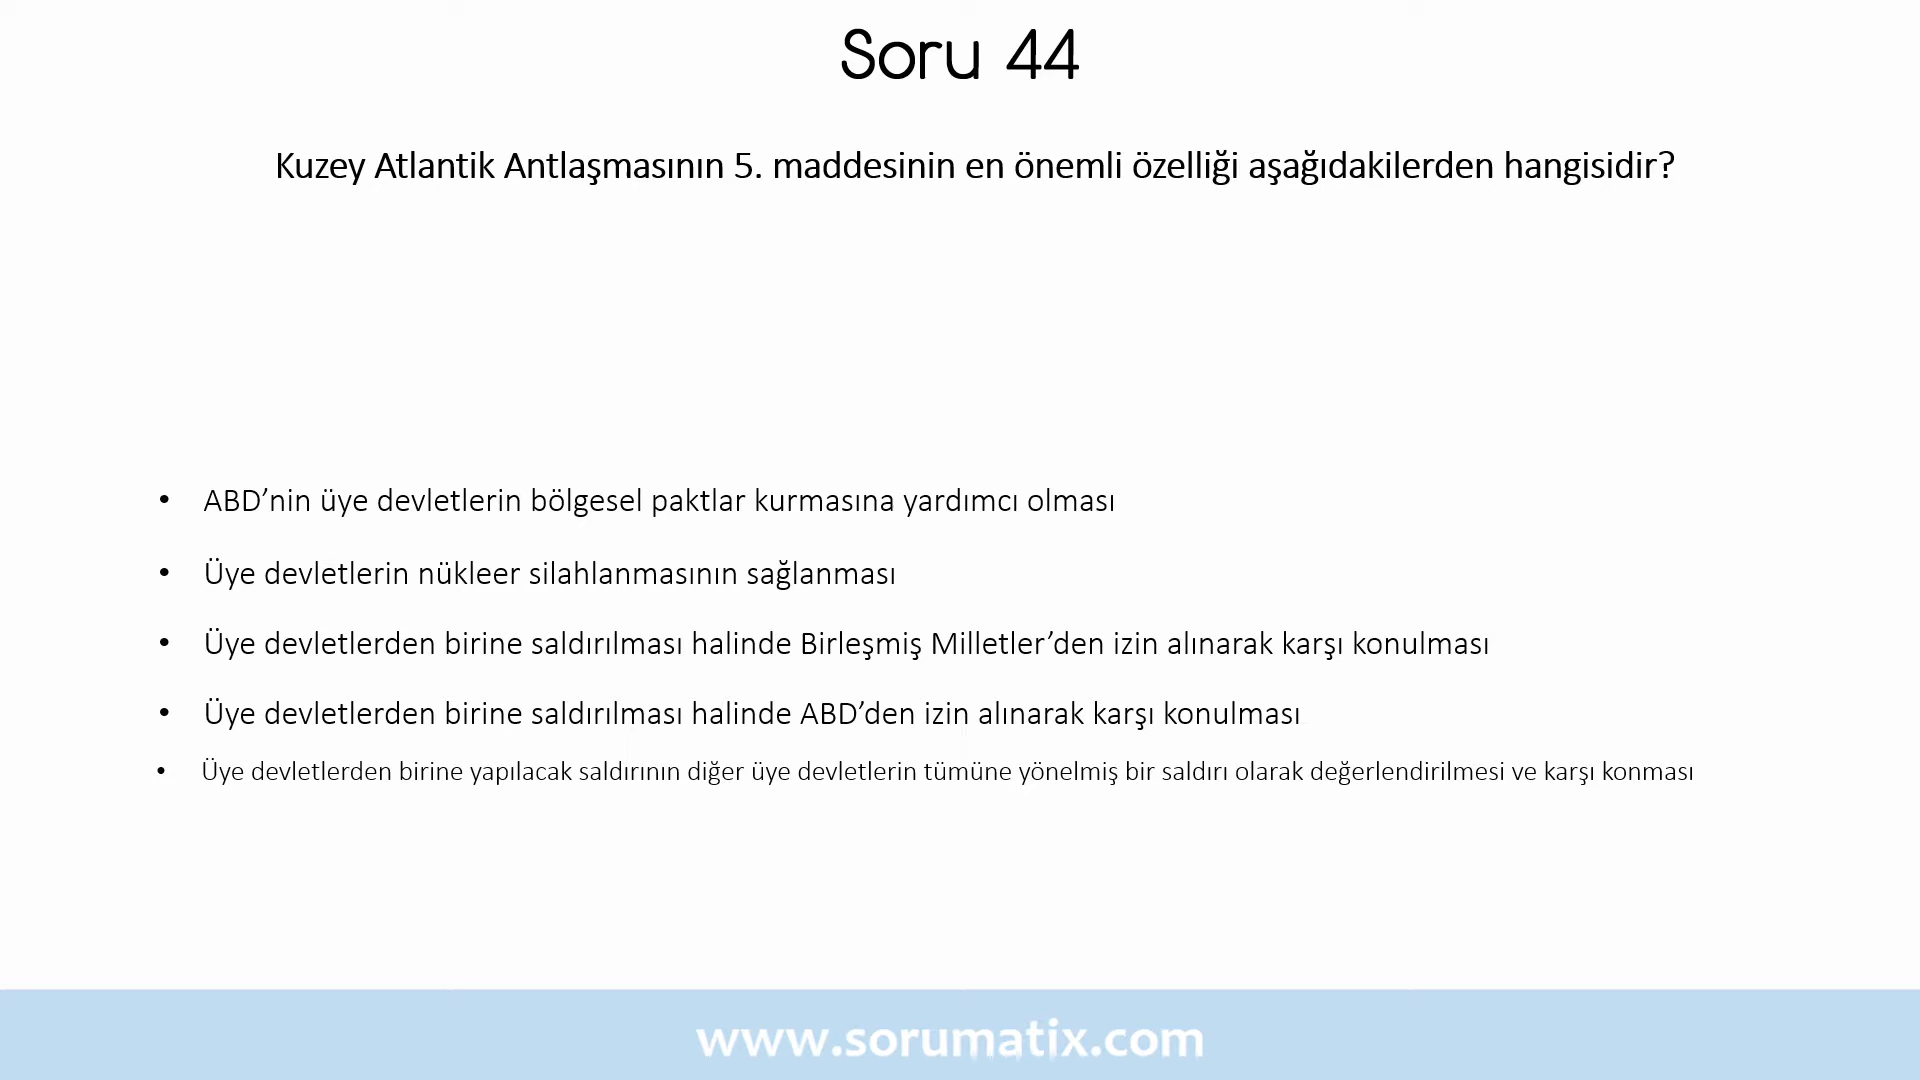 Soru 44
Kuzey Atlantik Antlaşmasının 5. maddesinin en önemli özelliği aşağıdakilerden hangisidir?
• ABD’nin üye devletlerin bölgesel paktlar kurmasına yardımcı olması
• Üye devletlerin nükleer silahlanmasının sağlanması
• Üye devletlerden birine saldırılması halinde Birleşmiş Milletler’den izin alınarak karşı konulması
• Üye devletlerden birine saldırılması halinde ABD’den izin alınarak karşı konulması
• Üye devletlerden birine yapılacak saldırının diğer üye devletlerin tümüne yönelmiş bir saldırı olarak değerlendirilmesi ve karşı konması
www.sorumatix.com